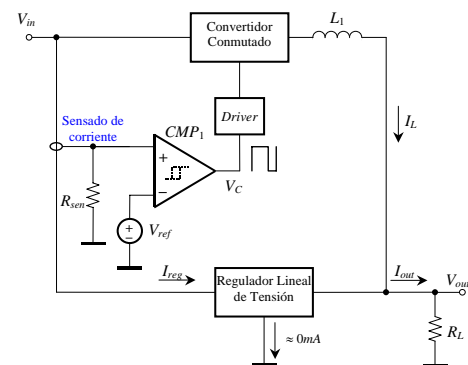 V_in
Convertidor
Conmutado
L_1
Driver
I_L
Sensado de
corriente
CMP_1
+
−
R_sen
V_C
+
−
V_ref
I_reg
Regulador Lineal
de Tensión
I_out
V_out
≈ 0mA
R_L